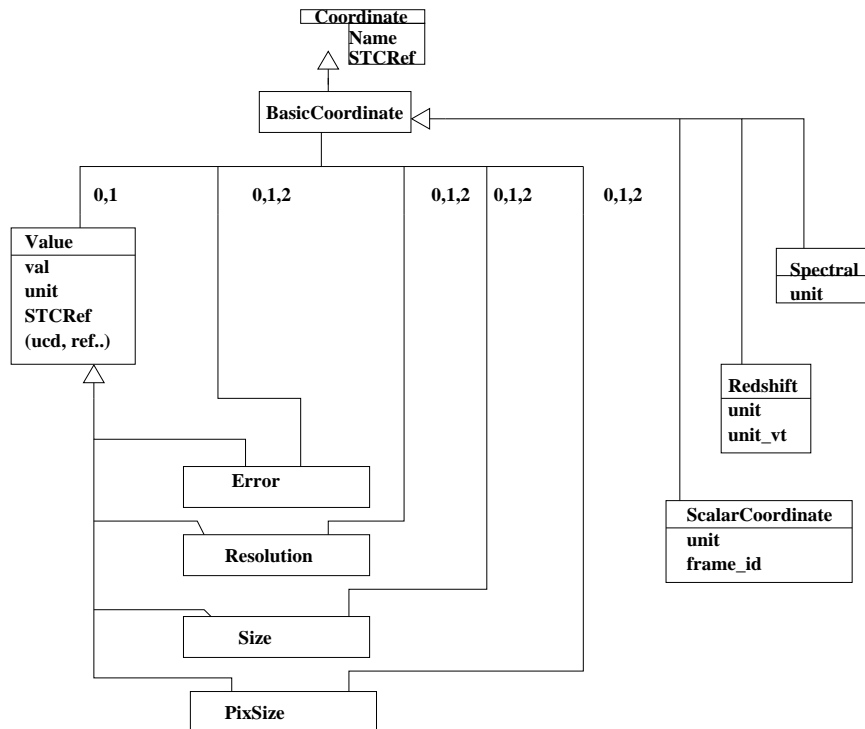 Coordinate
Name
STCRef
BasicCoordinate
0,1
0,1,2
0,1,2
0,1,2
0,1,2
Value
val
unit
STCRef
(ucd, ref..)
Spectral
unit
Redshift
unit
unit_vt
Error
ScalarCoordinate
unit
frame_id
Resolution
Size
PixSize